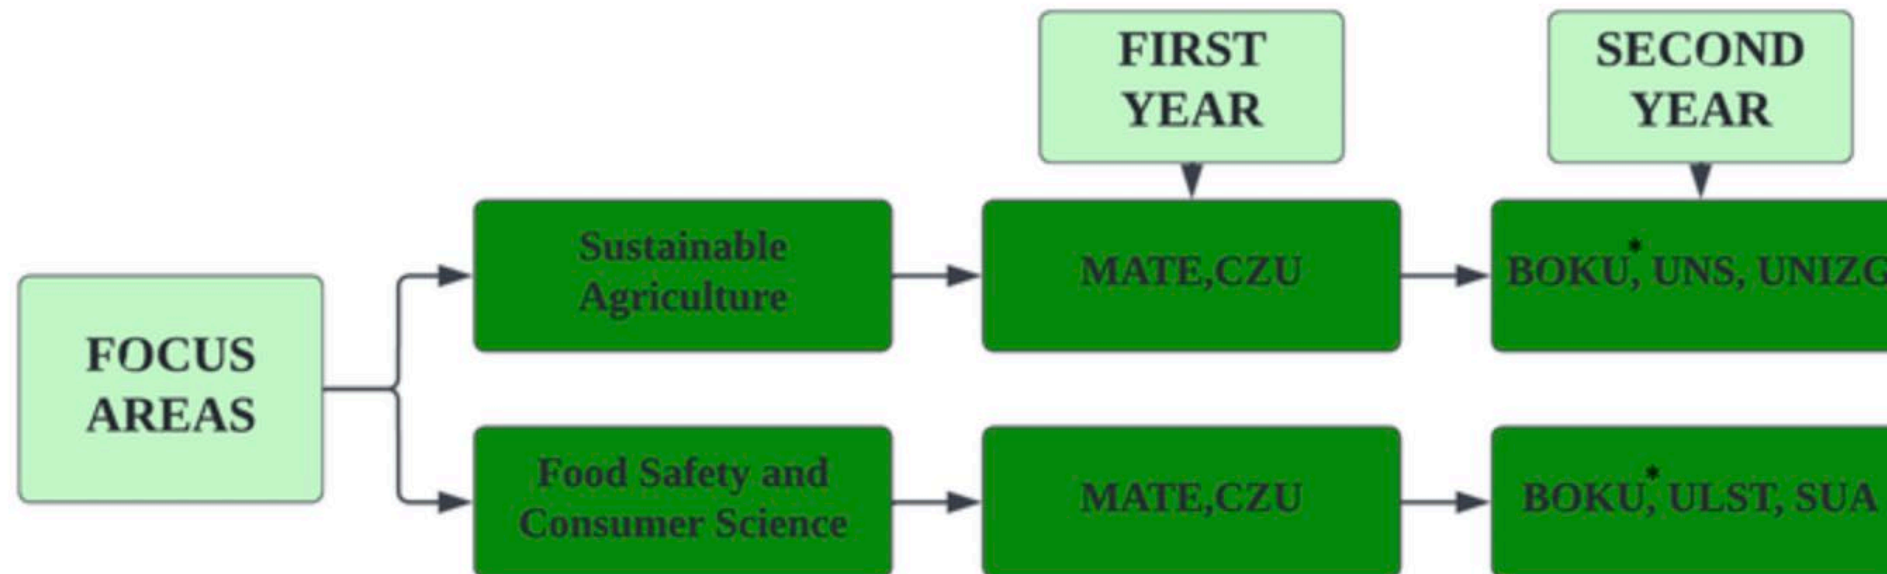 FIRST
YEAR
SECOND
YEAR
FOCUS
AREAS
Sustainable
Agriculture
MATE,CZU
BOKU*, UNS, UNIZG
Food Safety and
Consumer Science
MATE,CZU
BOKU*, ULST, SUA